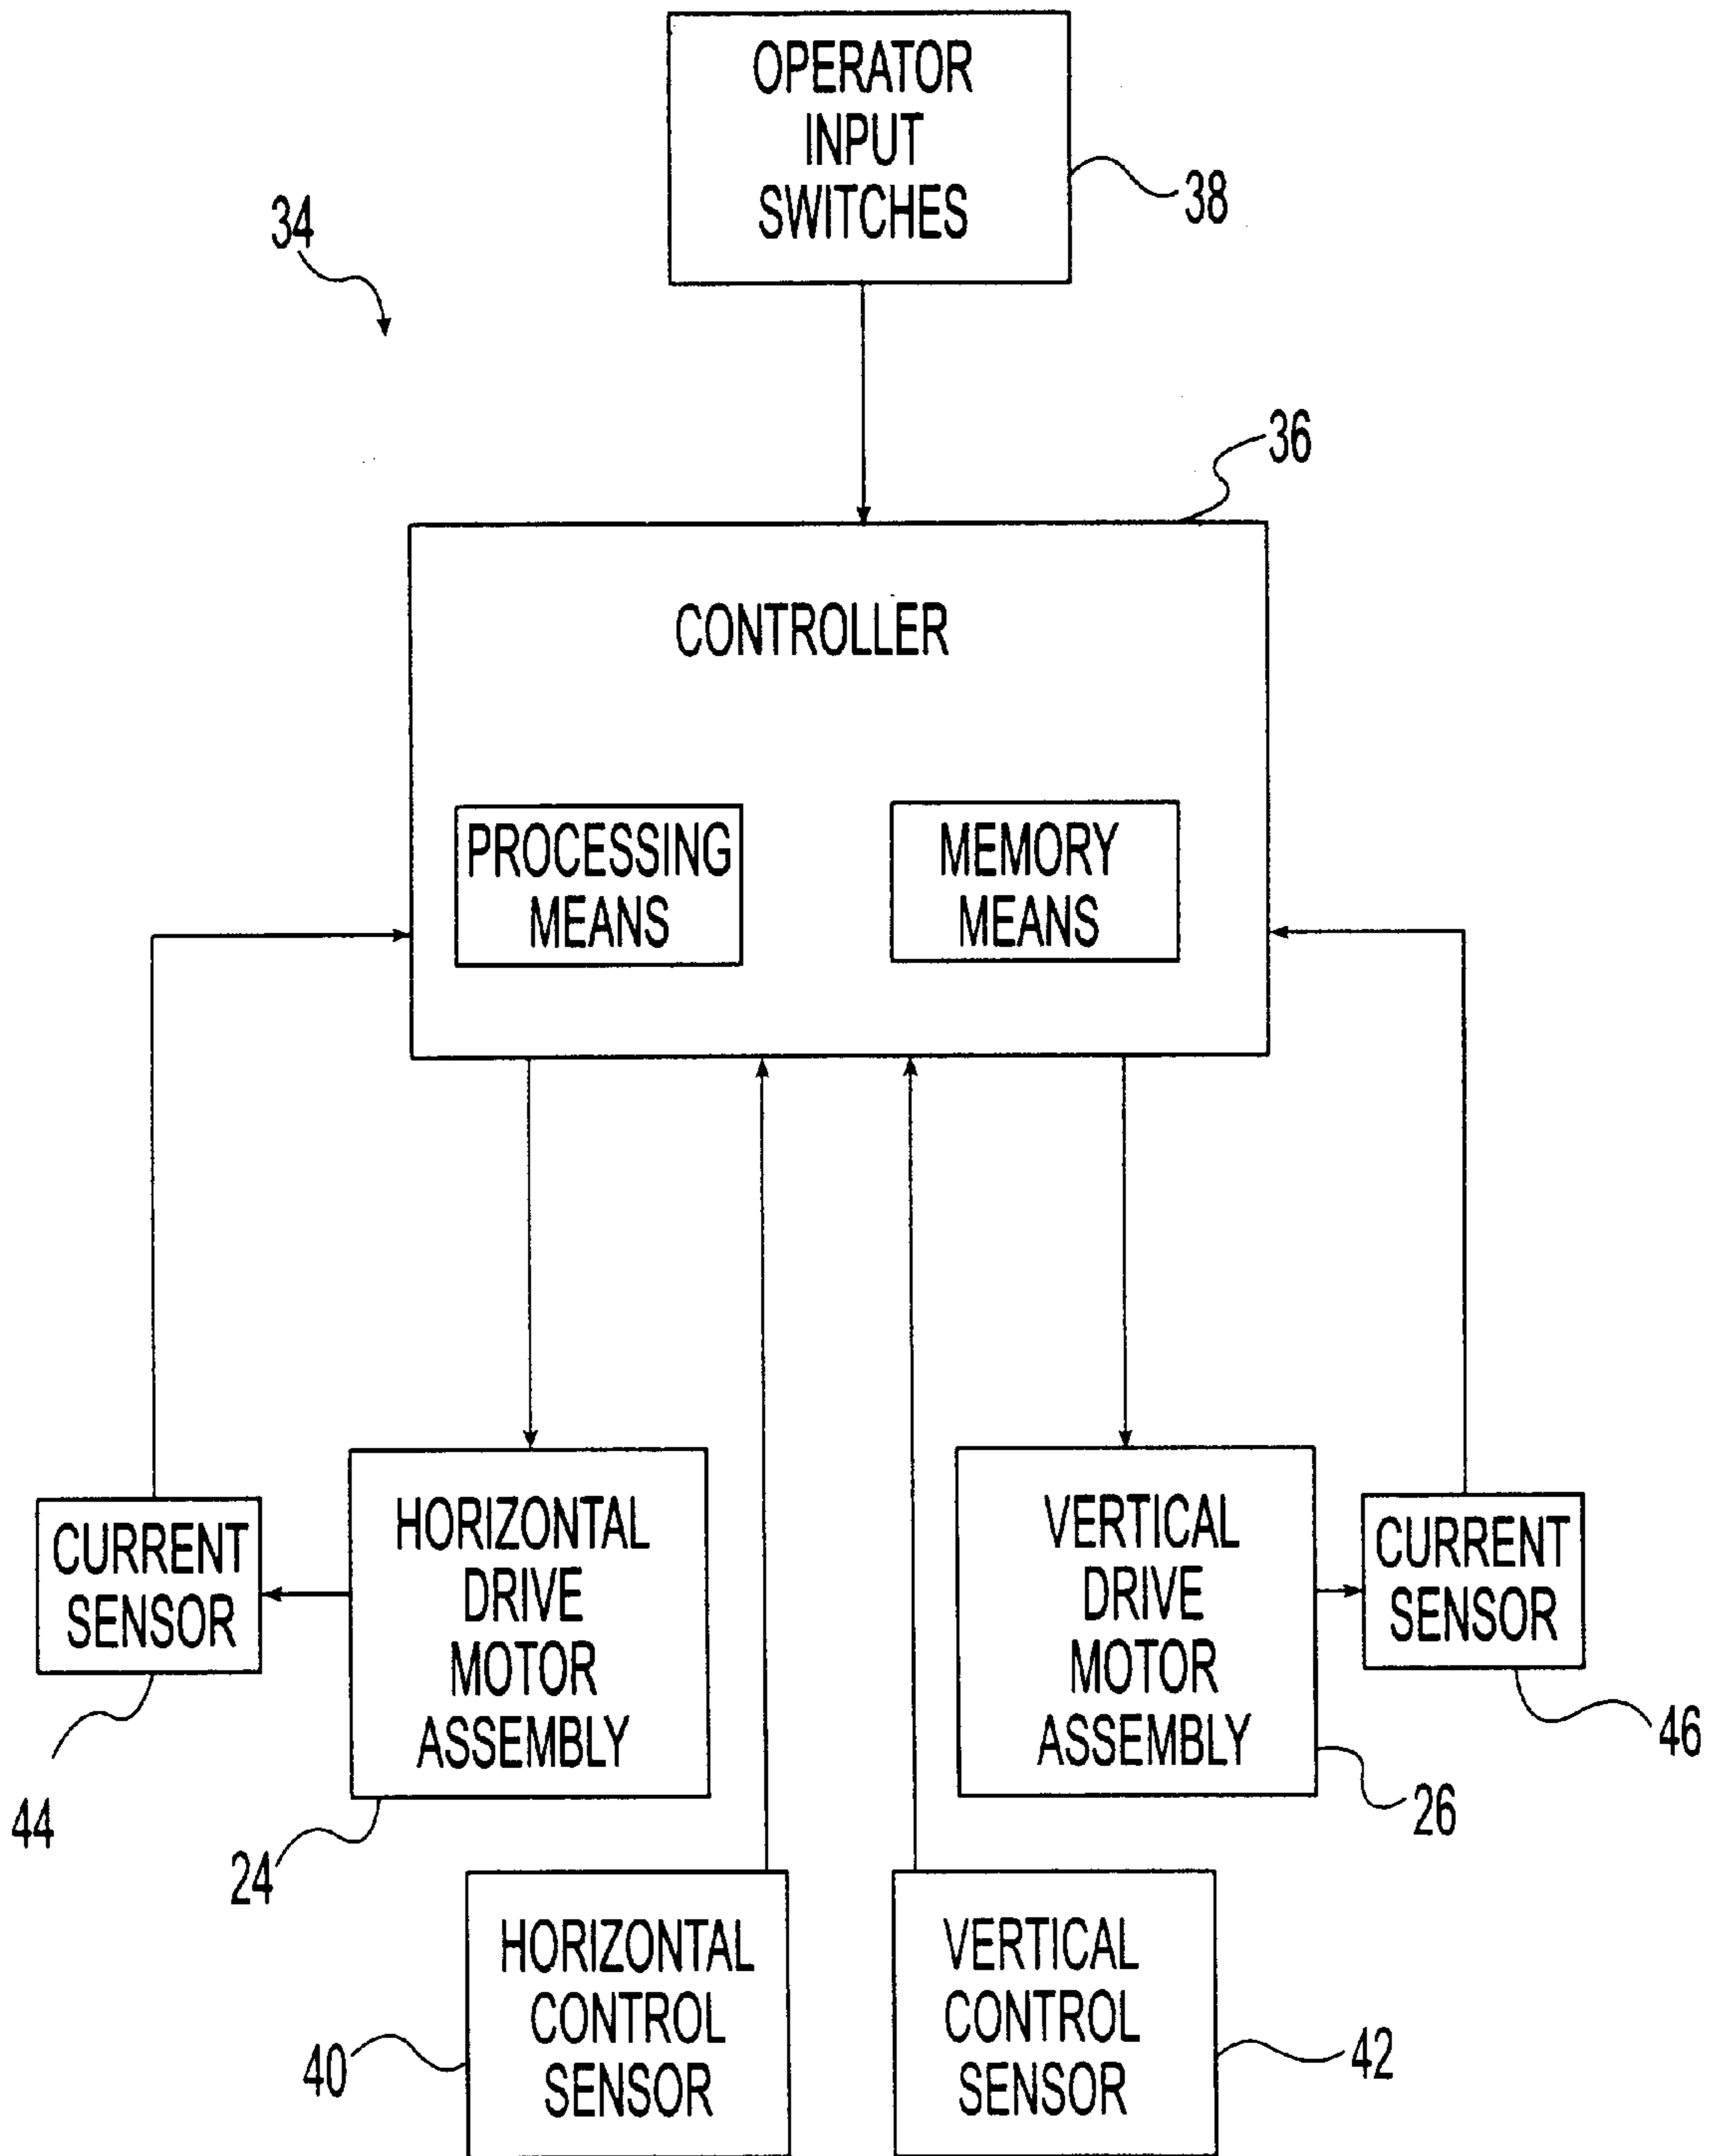 OPERATOR
INPUT
SWITCHES
38
34
36
CONTROLLER
PROCESSING
MEANS
MEMORY
MEANS
CURRENT
SENSOR
44
HORIZONTAL
DRIVE
MOTOR
ASSEMBLY
24
VERTICAL
DRIVE
MOTOR
ASSEMBLY
26
CURRENT
SENSOR
46
HORIZONTAL
CONTROL
SENSOR
40
VERTICAL
CONTROL
SENSOR
42